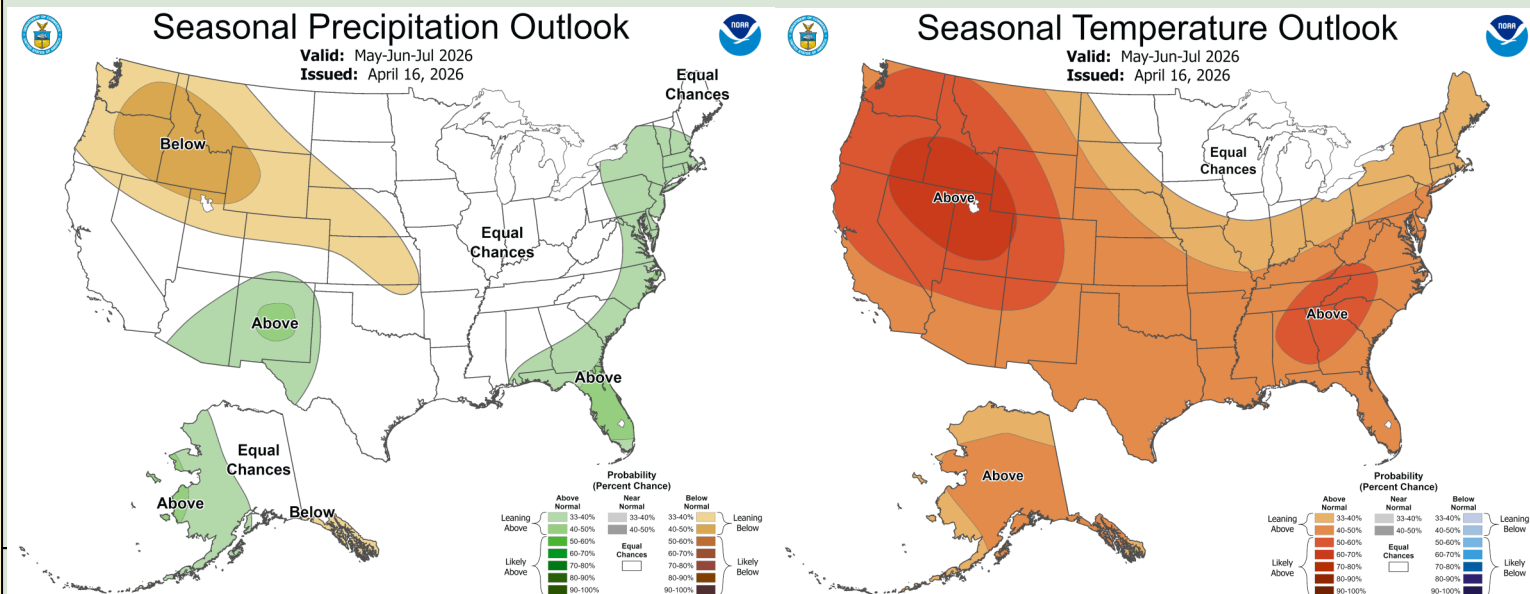 Seasonal Precipitation Outlook
Valid: May-Jun-Jul 2026
Issued: April 16, 2026
NOAA
Equal
Chances
Below
Equal
Chances
Above
Above
Equal
Chances
Above
Below
Probability
(Percent Chance)
Above
Normal
Near
Normal
Below
Normal
Leaning
Above
33-40%
33-40%
33-40%
Leaning
Below
40-50%
40-50%
40-50%
Likely
Above
50-60%
Equal
Chances
50-60%
Likely
Below
60-70%
60-70%
70-80%
70-80%
80-90%
80-90%
90-100%
90-100%
Seasonal Temperature Outlook
Valid: May-Jun-Jul 2026
Issued: April 16, 2026
NOAA
Equal
Chances
Above
Above
Above
Probability
(Percent Chance)
Above
Normal
Near
Normal
Below
Normal
Leaning
Above
33-40%
33-40%
33-40%
Leaning
Below
40-50%
40-50%
40-50%
Likely
Above
50-60%
Equal
Chances
50-60%
Likely
Below
60-70%
60-70%
70-80%
70-80%
80-90%
80-90%
90-100%
90-100%